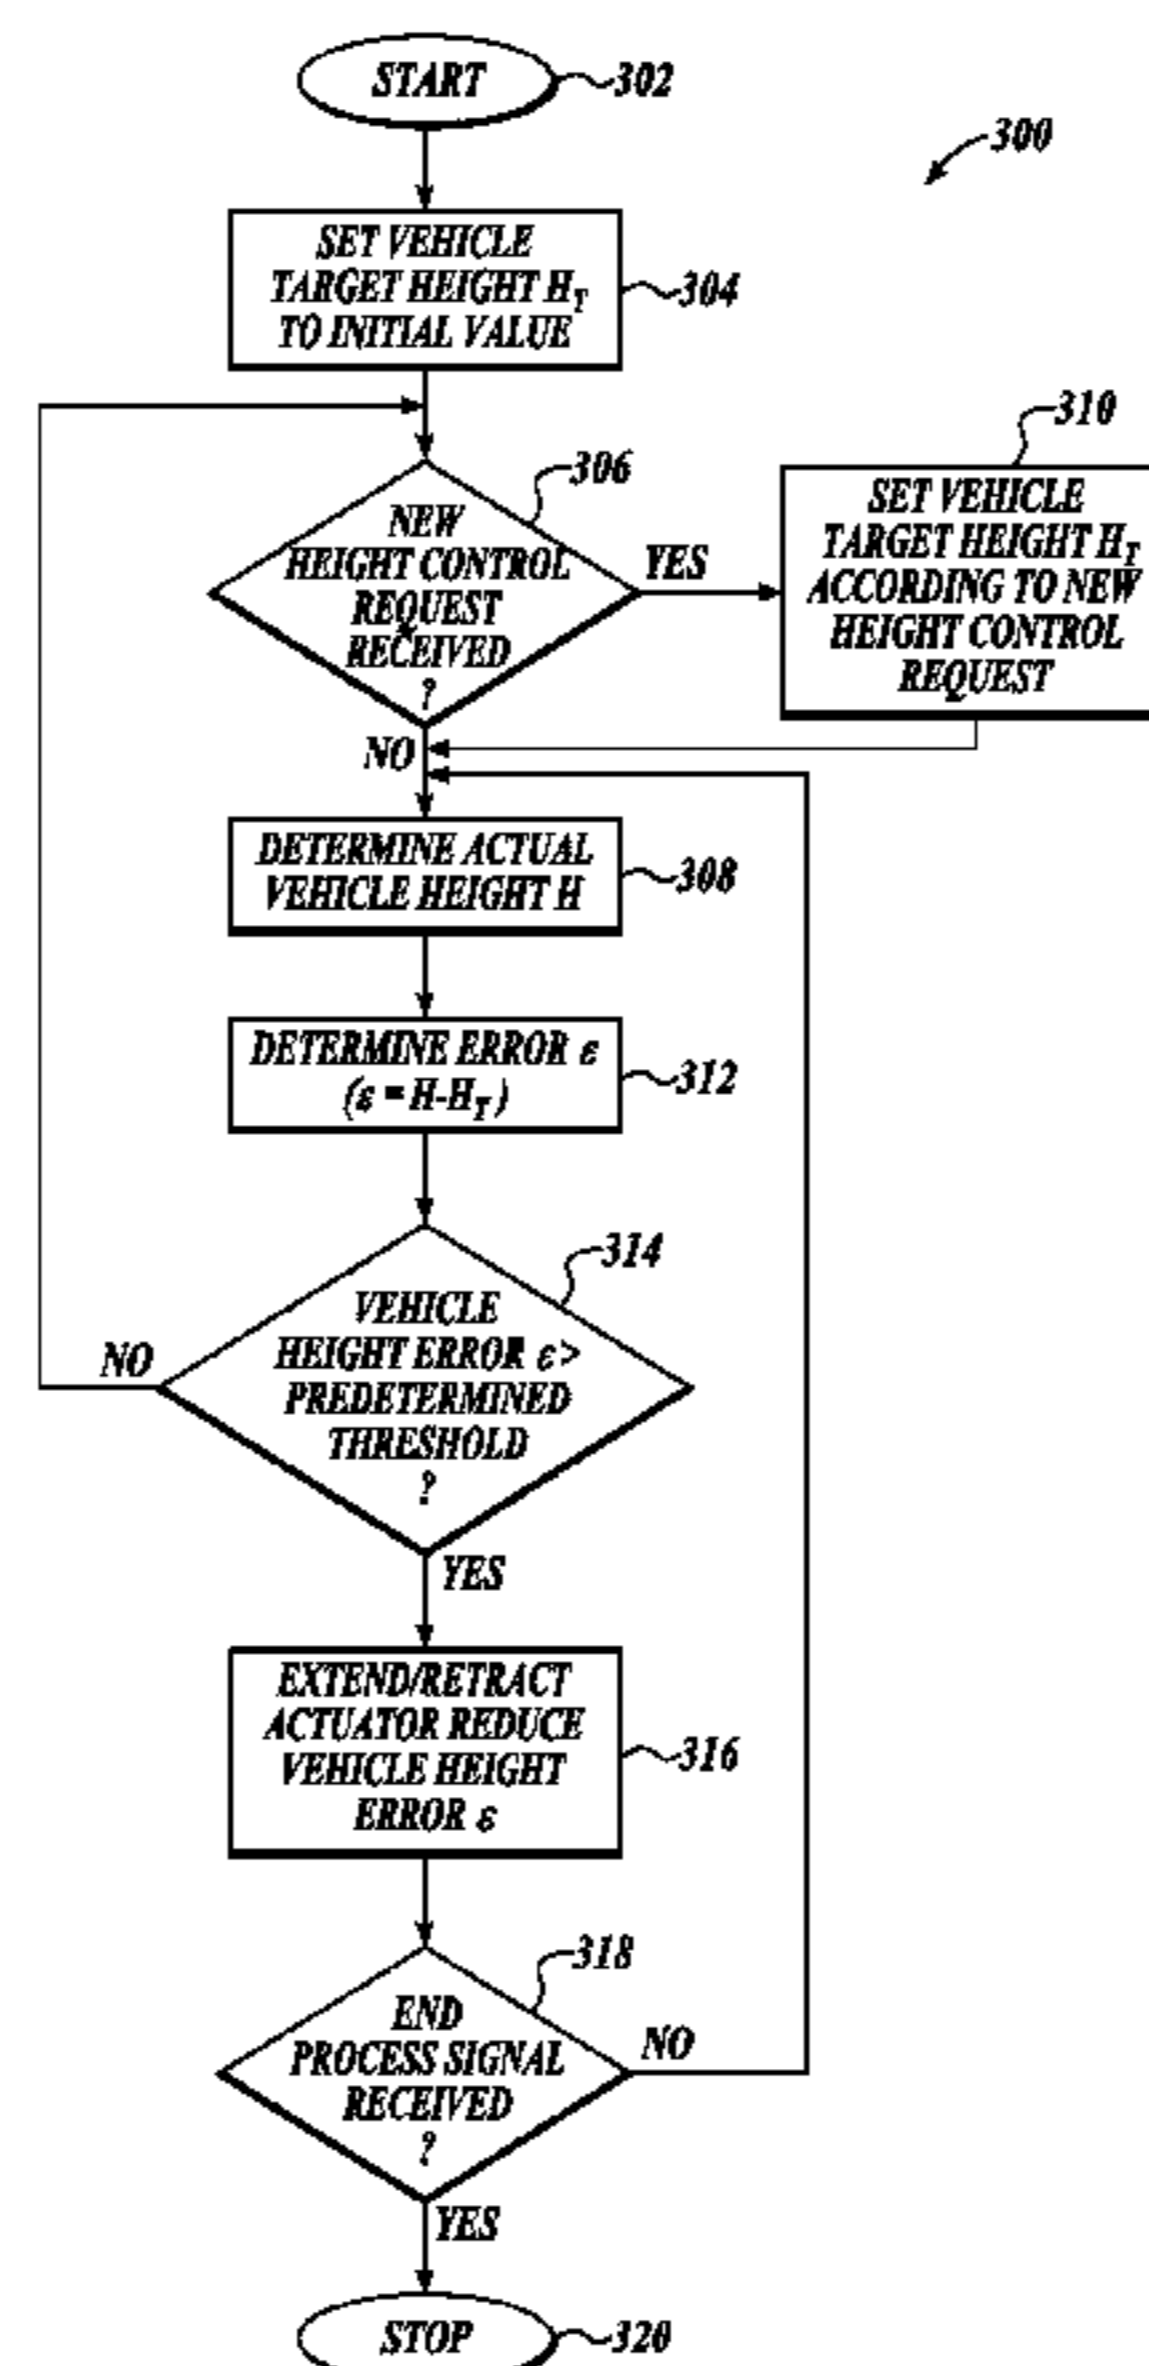 START
302
300
SET VEHICLE
TARGET HEIGHT HT
TO INITIAL VALUE
304
306
NEW
HEIGHT CONTROL
REQUEST
RECEIVED
?
YES
310
SET VEHICLE
TARGET HEIGHT HT
ACCORDING TO NEW
HEIGHT CONTROL
REQUEST
NO
DETERMINE ACTUAL
VEHICLE HEIGHT H
308
DETERMINE ERROR ε
(ε = H-HT)
312
314
VEHICLE
HEIGHT ERROR ε >
PREDETERMINED
THRESHOLD
?
NO
YES
EXTEND/RETRACT
ACTUATOR REDUCE
VEHICLE HEIGHT
ERROR ε
316
318
END
PROCESS SIGNAL
RECEIVED
?
NO
YES
STOP
320